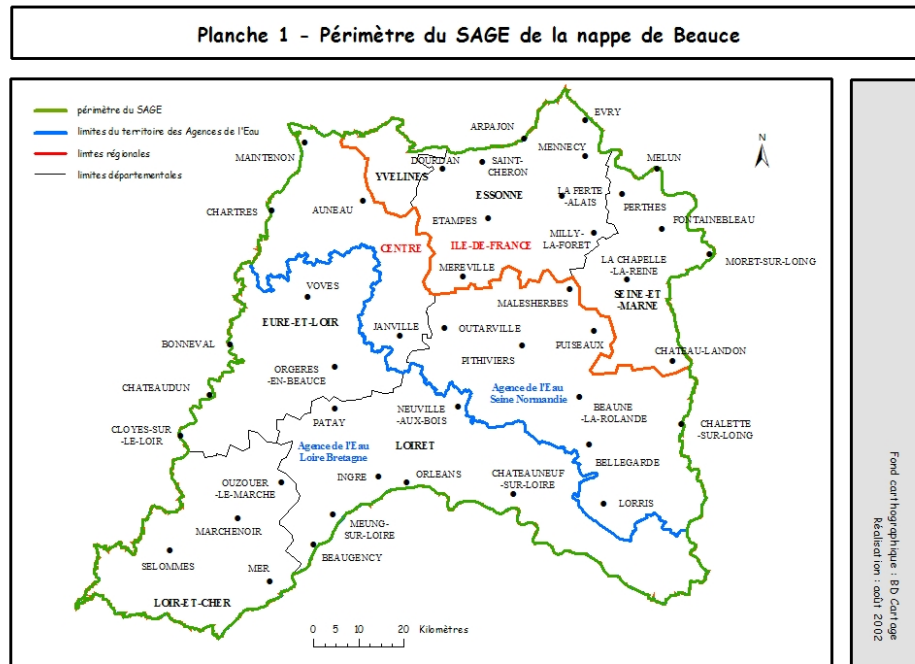 Planche 1 - Périmètre du SAGE de la nappe de Beauce
périmètre du SAGE
limites du territoire des Agences de l'Eau
limtes régionales
limites départementales
EVRY
ARPAJON
N
MENNECY
MAINTENON
DOURDAN
SAINT-
CHERON
MELUN
YVELINES
ESSONNE
LA FERTE
-ALAIS
PERTHES
CHARTRES
AUNEAU
ETAMPES
FONTAINEBLEAU
MILLY-
LA-FORET
CENTRE
ILE-DE-FRANCE
LA CHAPELLE
-LA-REINE
MORET-SUR-LOING
MEREVILLE
VOVES
MALESHERBES
SEINE-ET
-MARNE
EURE-ET-LOIR
JANVILLE
OUTARVILLE
PUISEAUX
BONNEVAL
PITHIVIERS
CHATEAU-LANDON
ORGERES
-EN-BEAUCE
CHATEAUDUN
Agence de l'Eau
Seine Normandie
NEUVILLE
-AUX-BOIS
BEAUNE
-LA-ROLANDE
PATAY
CLOYES-SUR
-LE-LOIR
CHALETTE
-SUR-LOING
Agence de l'Eau
Loire Bretagne
LOIRET
BELLEGARDE
INGRE
ORLEANS
CHATEAUNEUF
-SUR-LOIRE
OUZOUER
-LE-MARCHE
LORRIS
MARCHENOIR
MEUNG-
SUR-LOIRE
BEAUGENCY
SELOMMES
MER
LOIR-ET-CHER
0 5 10 20 Kilomètres
Fond carthographique : BD Cartage
Réalisation : août 2002